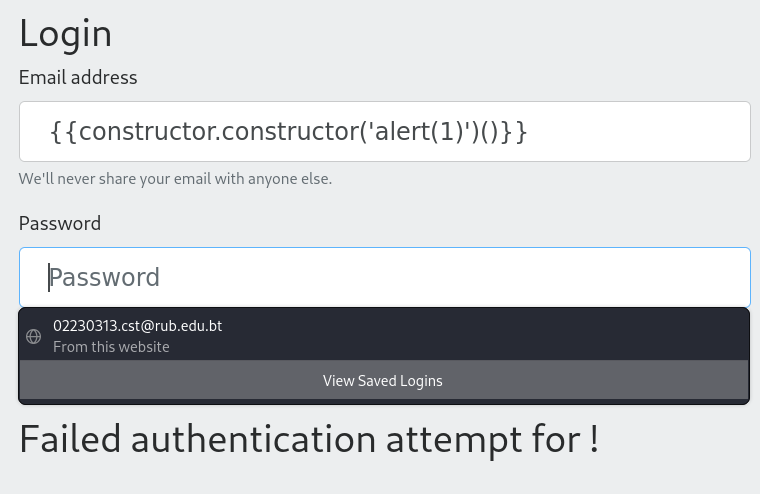 Login
Email address
{{constructor.constructor('alert(1)')()}}
We'll never share your email with anyone else.
Password
Password
02230313.cst@rub.edu.bt
From this website
View Saved Logins
Failed authentication attempt for !